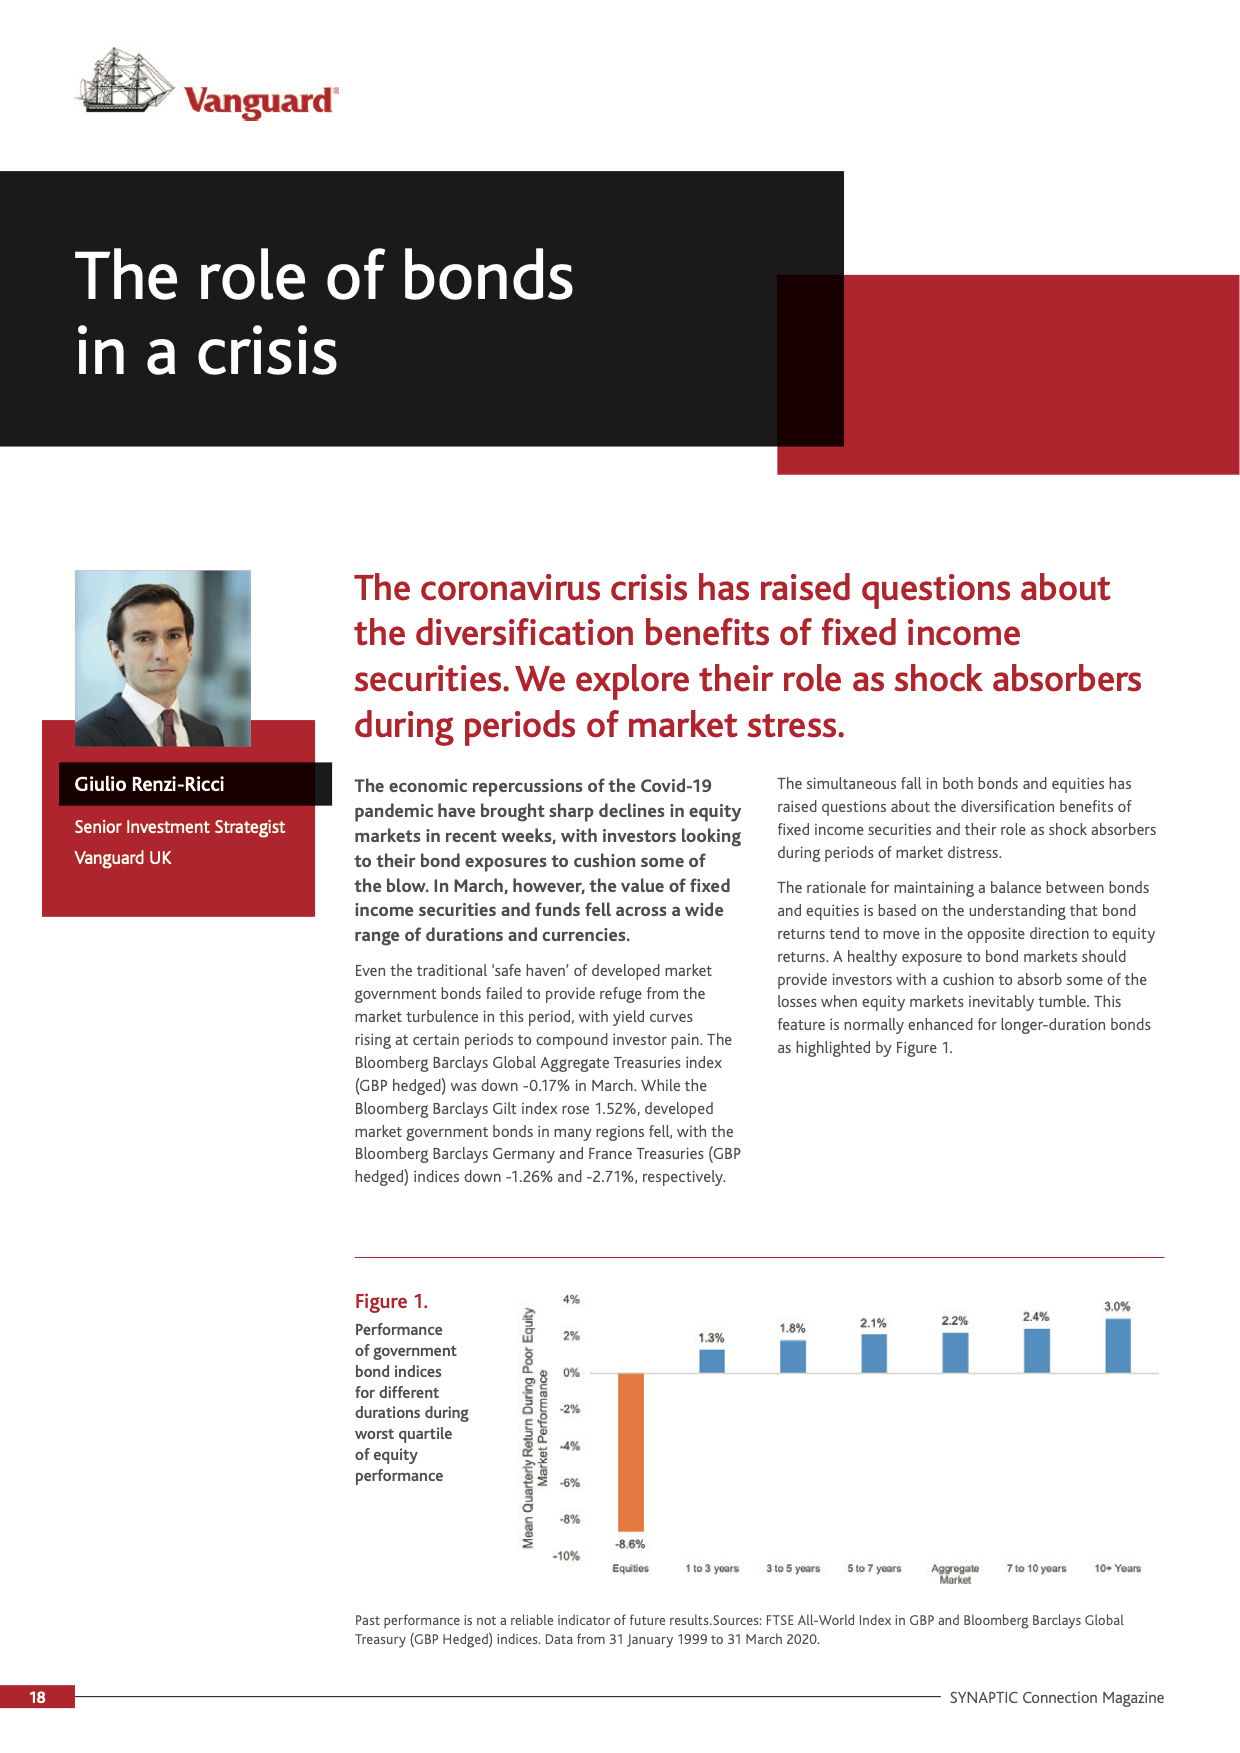 Vanguard®
The role of bonds
in a crisis
Giulio Renzi-Ricci
Senior Investment Strategist
Vanguard UK
The coronavirus crisis has raised questions about
the diversification benefits of fixed income
securities. We explore their role as shock absorbers
during periods of market stress.
The economic repercussions of the Covid-19
pandemic have brought sharp declines in equity
markets in recent weeks, with investors looking
to their bond exposures to cushion some of
the blow. In March, however, the value of fixed
income securities and funds fell across a wide
range of durations and currencies.
Even the traditional ‘safe haven’ of developed market
government bonds failed to provide refuge from the
market turbulence in this period, with yield curves
rising at certain periods to compound investor pain. The
Bloomberg Barclays Global Aggregate Treasuries index
(GBP hedged) was down -0.17% in March. While the
Bloomberg Barclays Gilt index rose 1.52%, developed
market government bonds in many regions fell, with the
Bloomberg Barclays Germany and France Treasuries (GBP
hedged) indices down -1.26% and -2.71%, respectively.
The simultaneous fall in both bonds and equities has
raised questions about the diversification benefits of
fixed income securities and their role as shock absorbers
during periods of market distress.
The rationale for maintaining a balance between bonds
and equities is based on the understanding that bond
returns tend to move in the opposite direction to equity
returns. A healthy exposure to bond markets should
provide investors with a cushion to absorb some of the
losses when equity markets inevitably tumble. This
feature is normally enhanced for longer-duration bonds
as highlighted by Figure 1.
Figure 1.
Performance
of government
bond indices
for different
durations during
worst quartile
of equity
performance
Mean Quarterly Return During Poor Equity
Market Performance
4%
2%
0%
-2%
-4%
-6%
-8%
-10%
-8.6%
1.3%
1.8%
2.1%
2.2%
2.4%
3.0%
Equities
1 to 3 years
3 to 5 years
5 to 7 years
Aggregate
Market
7 to 10 years
10+ Years
Past performance is not a reliable indicator of future results.Sources: FTSE All-World Index in GBP and Bloomberg Barclays Global
Treasury (GBP Hedged) indices. Data from 31 January 1999 to 31 March 2020.
18
SYNAPTIC Connection Magazine